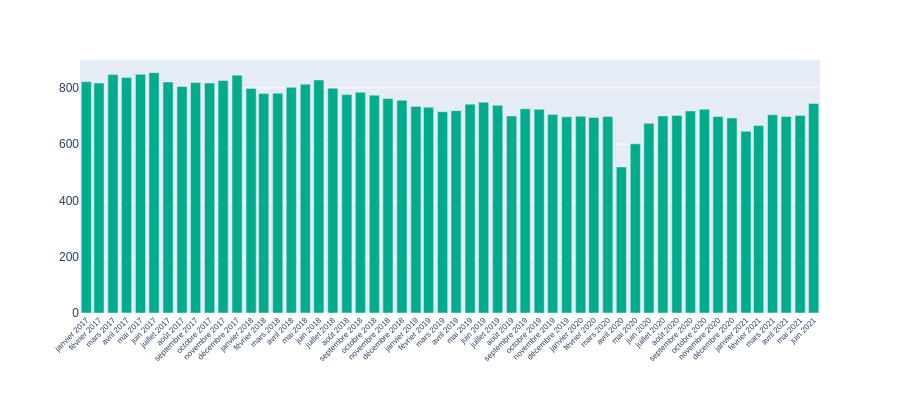 800
600
400
200
0
janvier 2017
février 2017
mars 2017
avril 2017
mai 2017
juin 2017
juillet 2017
août 2017
septembre 2017
octobre 2017
novembre 2017
décembre 2017
janvier 2018
février 2018
mars 2018
avril 2018
mai 2018
juin 2018
juillet 2018
août 2018
septembre 2018
octobre 2018
novembre 2018
décembre 2018
janvier 2019
février 2019
mars 2019
avril 2019
mai 2019
juin 2019
juillet 2019
août 2019
septembre 2019
octobre 2019
novembre 2019
décembre 2019
janvier 2020
février 2020
mars 2020
avril 2020
mai 2020
juin 2020
juillet 2020
août 2020
septembre 2020
octobre 2020
novembre 2020
décembre 2020
janvier 2021
février 2021
mars 2021
avril 2021
mai 2021
juin 2021